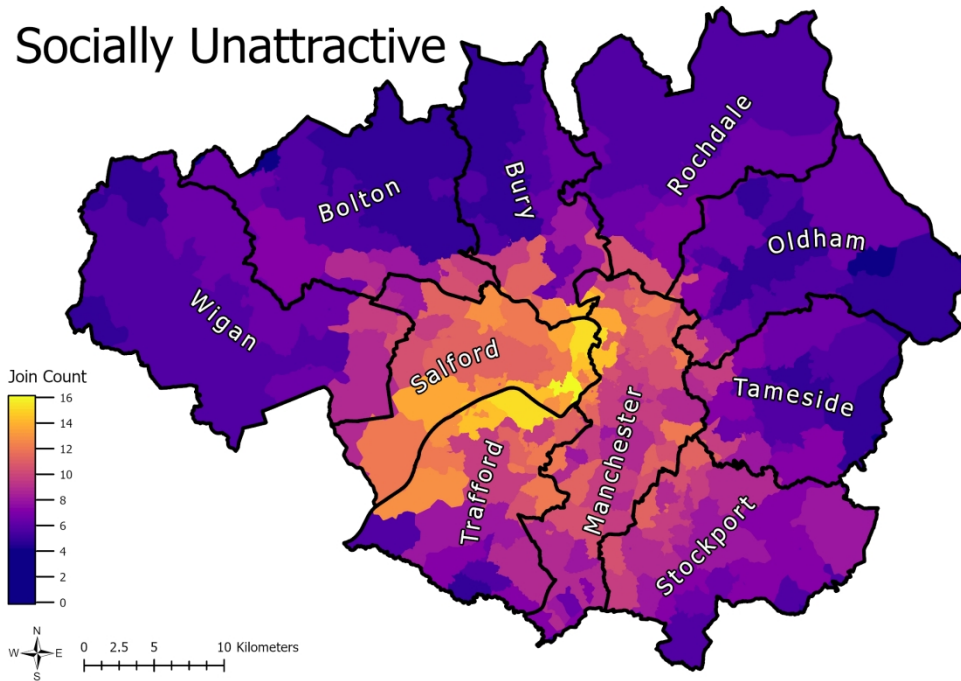 Socially Unattractive
Rochdale
Bolton
Bury
Oldham
Wigan
Salford
Tameside
Manchester
Trafford
Stockport
Join Count
16
14
12
10
8
6
4
2
0
N
W E
S
0 2.5 5 10 Kilometers